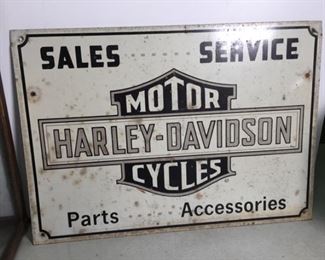 SALES SERVICE
MOTOR
HARLEY-DAVIDSON
CYCLES
Parts Accessories